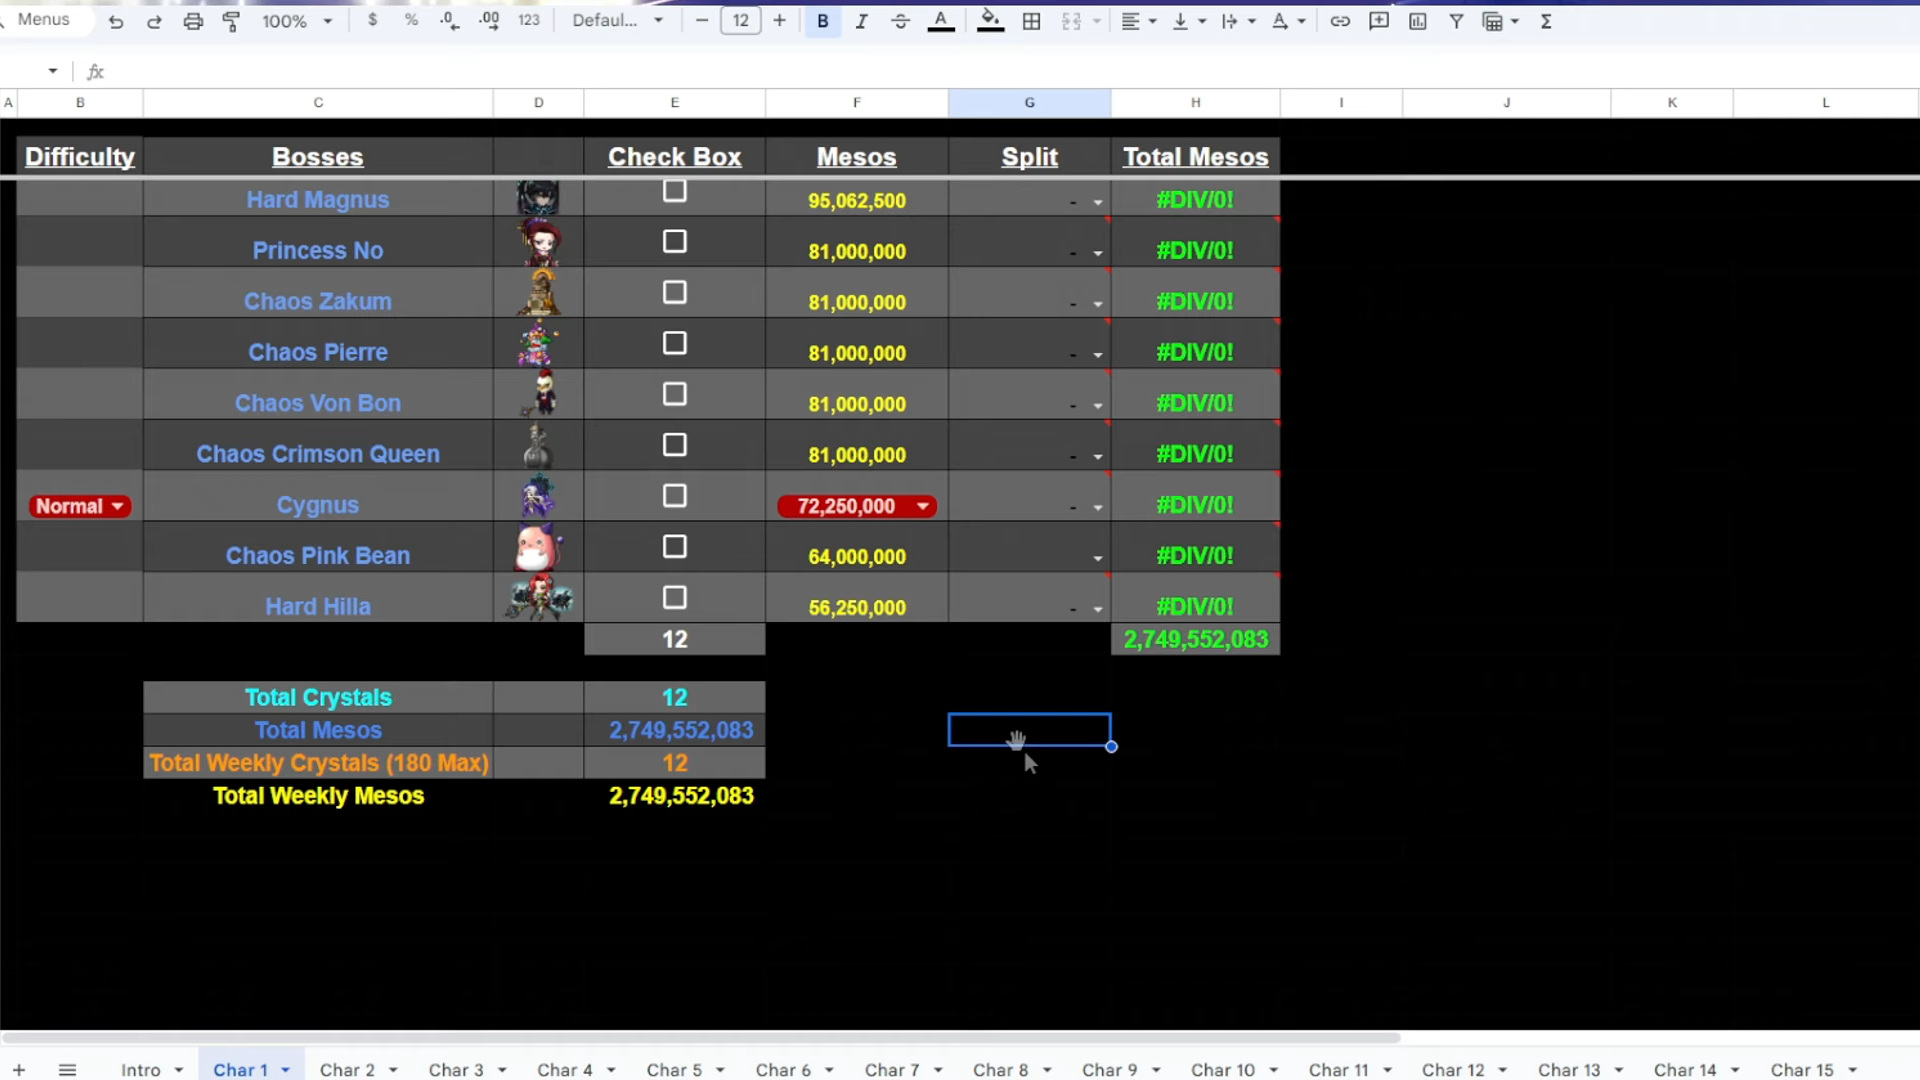 Menus 100% $ % .0 .00 123 Defaul... − 12 + B I S A A Σ
fx
A B C D E F G H I J K L
Difficulty Bosses Check Box Mesos Split Total Mesos
Hard Magnus 95,062,500 - #DIV/0!
Princess No 81,000,000 - #DIV/0!
Chaos Zakum 81,000,000 - #DIV/0!
Chaos Pierre 81,000,000 - #DIV/0!
Chaos Von Bon 81,000,000 - #DIV/0!
Chaos Crimson Queen 81,000,000 - #DIV/0!
Normal Cygnus 72,250,000 - #DIV/0!
Chaos Pink Bean 64,000,000 #DIV/0!
Hard Hilla 56,250,000 - #DIV/0!
12 2,749,552,083
Total Crystals 12
Total Mesos 2,749,552,083
Total Weekly Crystals (180 Max) 12
Total Weekly Mesos 2,749,552,083
+ Intro Char 1 Char 2 Char 3 Char 4 Char 5 Char 6 Char 7 Char 8 Char 9 Char 10 Char 11 Char 12 Char 13 Char 14 Char 15